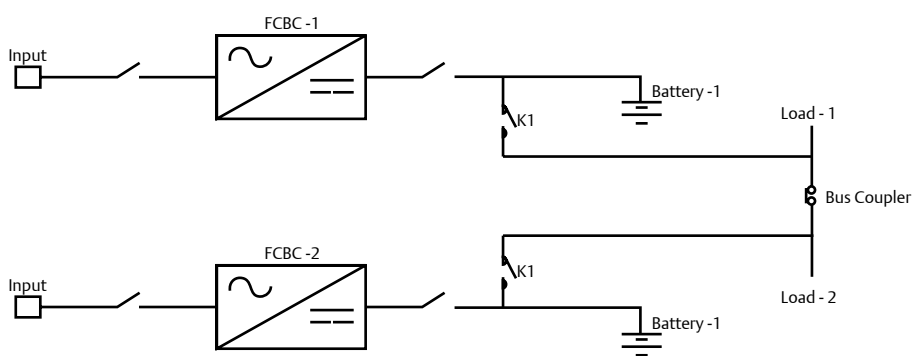 FCBC -1
Input
Battery -1
K1
Load - 1
Bus Coupler
FCBC -2
K1
Input
Load - 2
Battery -1